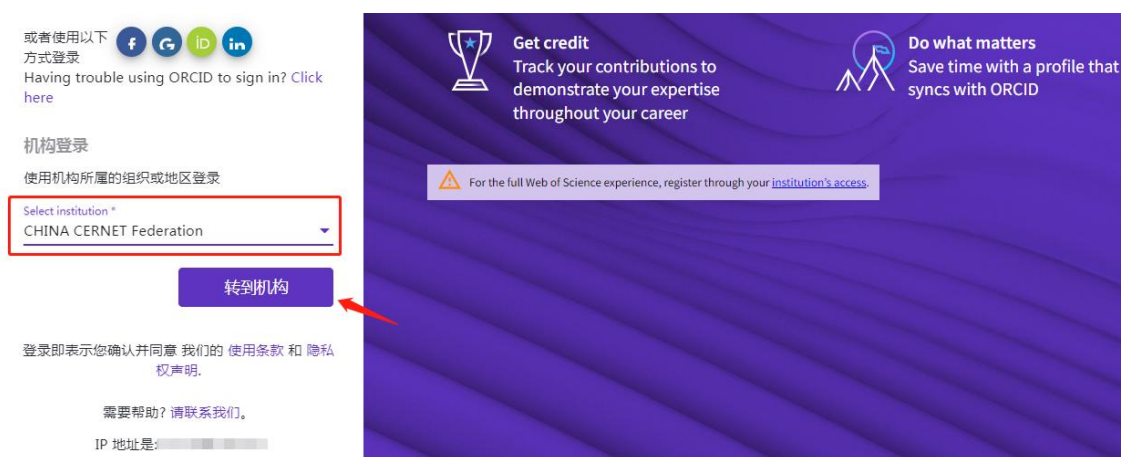 或者使用以下
方式登录
Having trouble using ORCID to sign in? Click
here
机构登录
使用机构所属的组织或地区登录
Select institution *
CHINA CERNET Federation
转到机构
登录即表示您确认并同意 我们的 使用条款 和 隐私
权声明.
需要帮助? 请联系我们。
IP 地址是:
Get credit
Track your contributions to
demonstrate your expertise
throughout your career
Do what matters
Save time with a profile that
syncs with ORCID
For the full Web of Science experience, register through your institution's access.